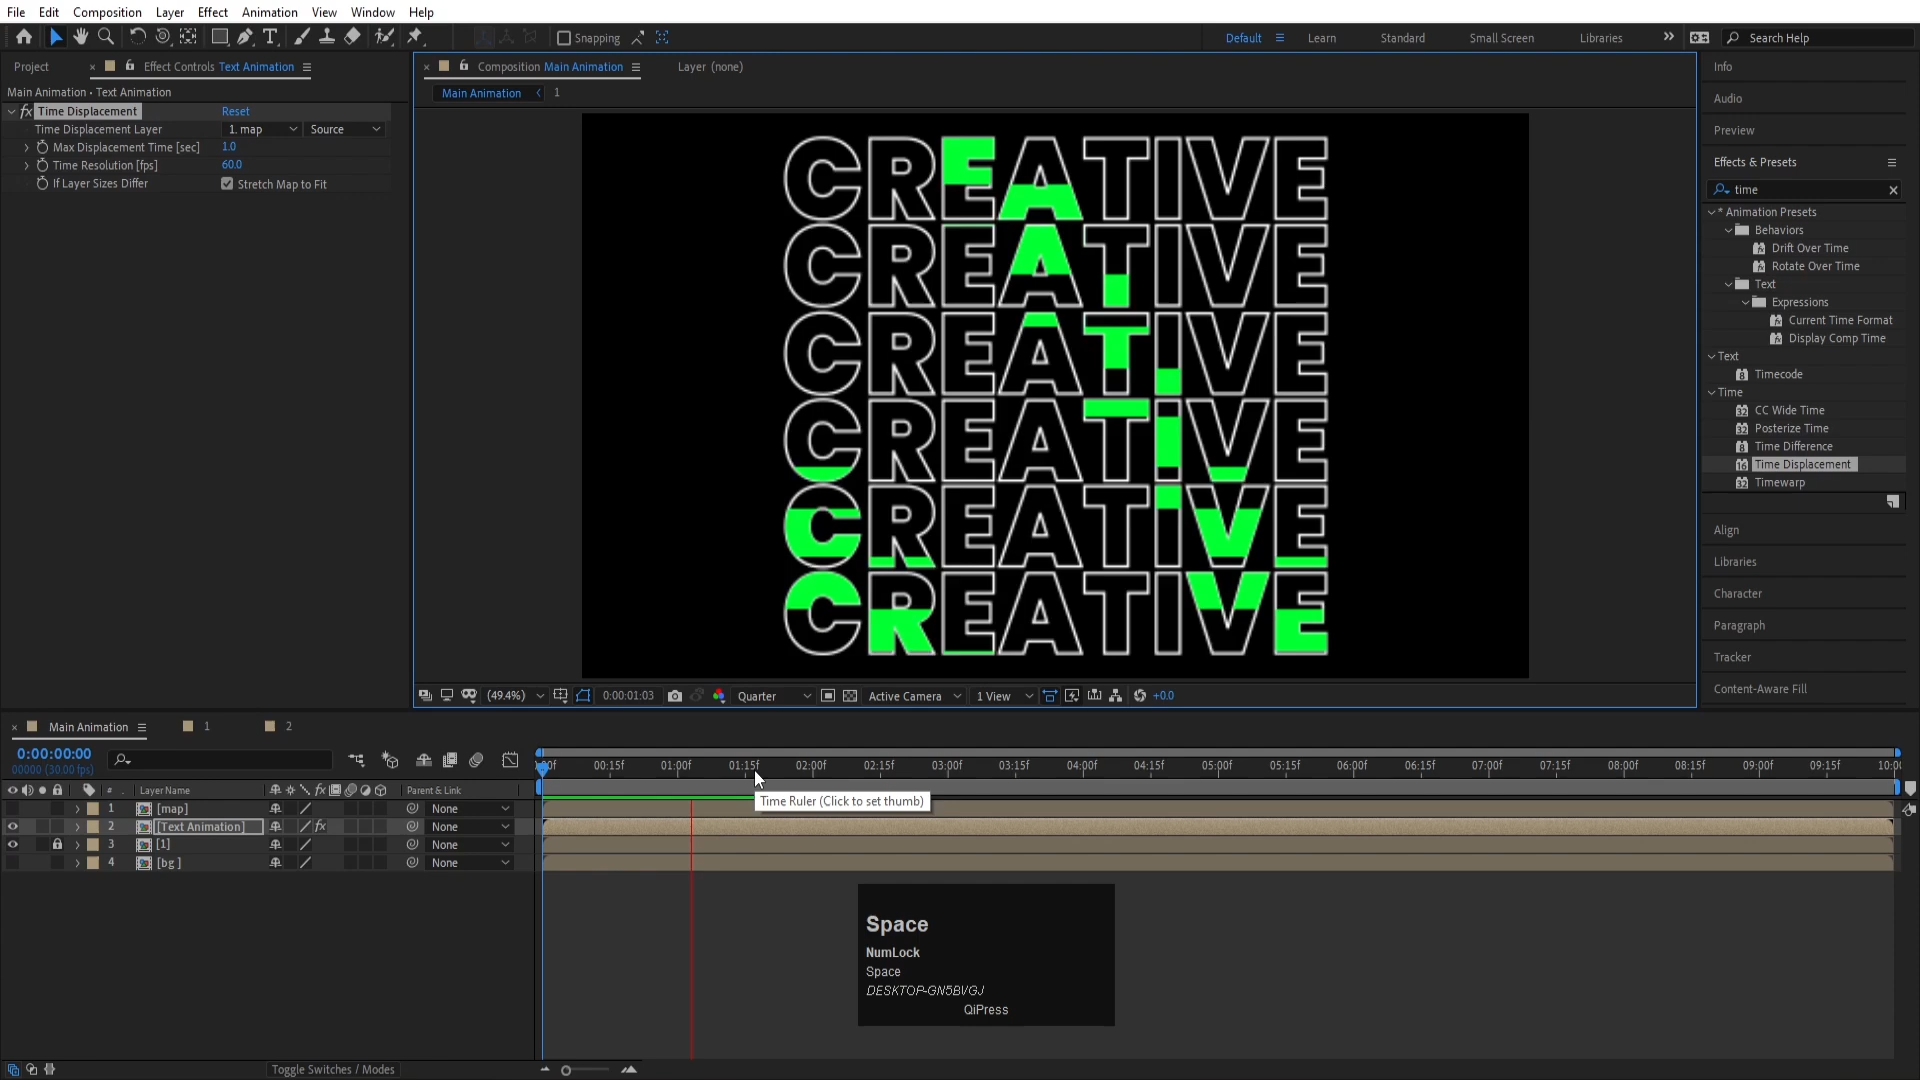 File Edit Composition Layer Effect Animation View Window Help
Snapping
Default Learn Standard Small Screen Libraries Search Help
Project Effect Controls Text Animation
Composition Main Animation Layer (none)
Main Animation • Text Animation
Main Animation 1
fx Time Displacement Reset
Time Displacement Layer 1. map Source
Max Displacement Time [sec] 1.0
Time Resolution [fps] 60.0
If Layer Sizes Differ Stretch Map to Fit
CREATIVE
CREATIVE
CREATIVE
CREATIVE
CREATIVE
CREATIVE
(49.4%) 0:00:01:03 Quarter Active Camera 1 View +0.0
Info
Audio
Preview
Effects & Presets
time
* Animation Presets
Behaviors
Drift Over Time
Rotate Over Time
Text
Expressions
Current Time Format
Display Comp Time
Text
Timecode
Time
CC Wide Time
Posterize Time
Time Difference
Time Displacement
Timewarp
Align
Libraries
Character
Paragraph
Tracker
Content-Aware Fill
Main Animation 1 2
0:00:00:00
00000 (30.00 fps)
00f 00:15f 01:00f 01:15f 02:00f 02:15f 03:00f 03:15f 04:00f 04:15f 05:00f 05:15f 06:00f 06:15f 07:00f 07:15f 08:00f 08:15f 09:00f 09:15f 10:0
# Layer Name fx Parent & Link
1 [map] None
2 [Text Animation] fx None
3 [1] None
4 [bg] None
Time Ruler (Click to set thumb)
Space
NumLock
Space
DESKTOP-GN5BVGJ
QiPress
Toggle Switches / Modes